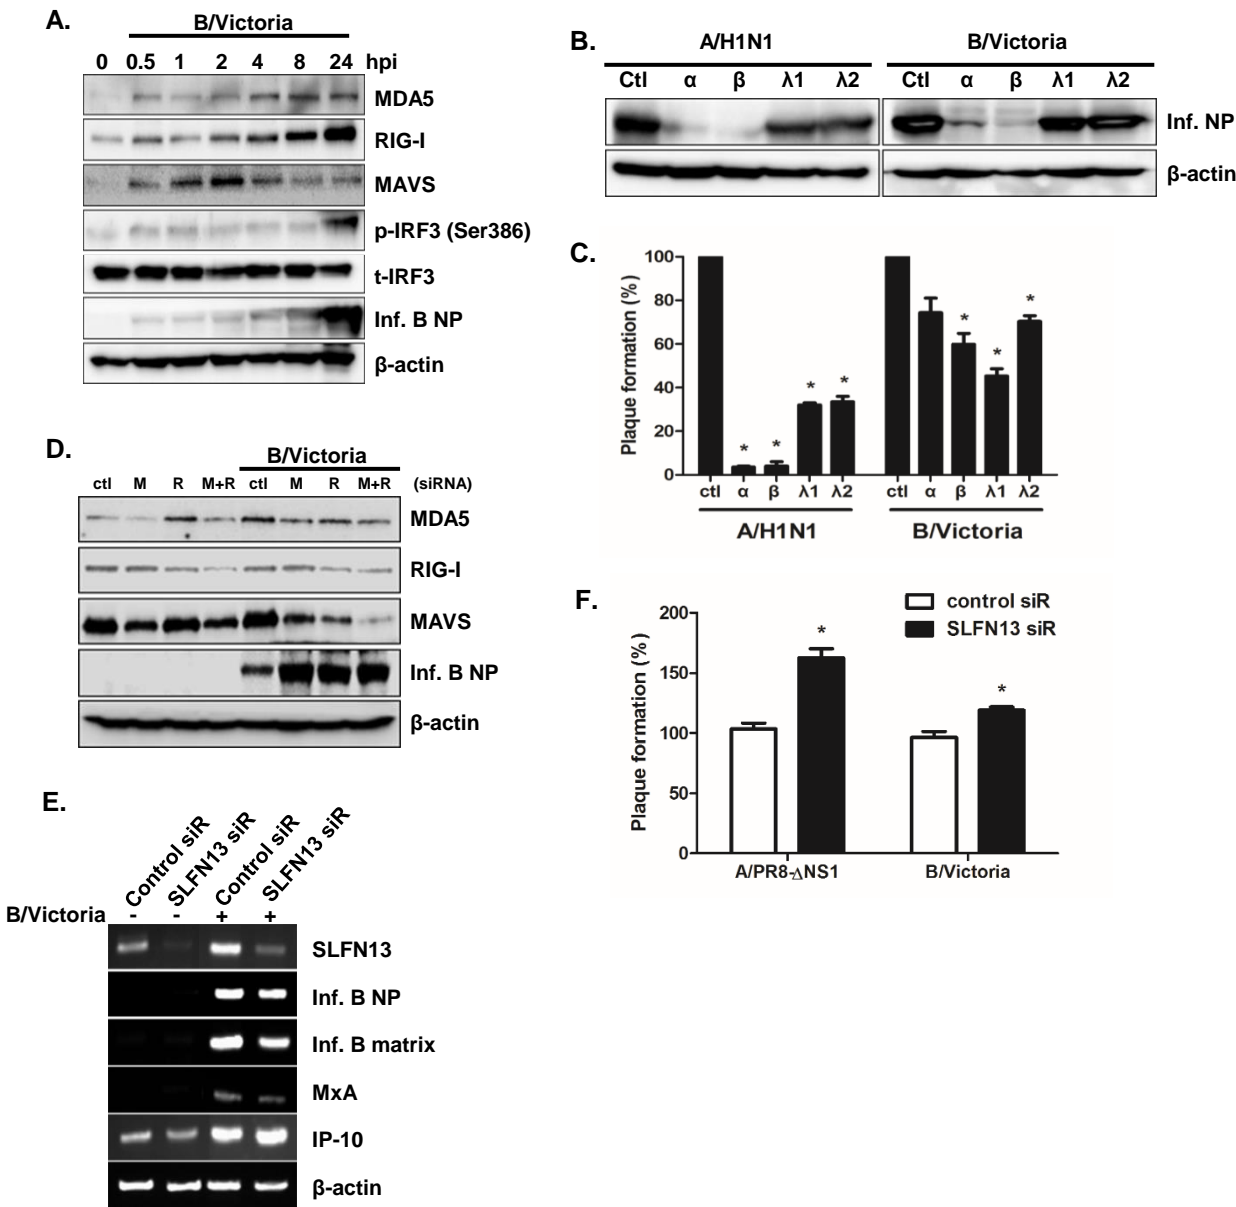 A.
B/Victoria
0 0.5 1 2 4 8 24 hpi
MDA5
RIG-I
MAVS
p-IRF3 (Ser386)
t-IRF3
Inf. B NP
β-actin
B.
A/H1N1 B/Victoria
Ctl α β λ1 λ2 Ctl α β λ1 λ2
Inf. NP
β-actin
C.
Plaque formation (%)
100
80
60
40
20
0
* * * * * * *
ctl α β λ1 λ2 ctl α β λ1 λ2
A/H1N1 B/Victoria
D.
B/Victoria
ctl M R M+R ctl M R M+R (siRNA)
MDA5
RIG-I
MAVS
Inf. B NP
β-actin
E.
Control siR SLFN13 siR Control siR SLFN13 siR
B/Victoria - - + +
SLFN13
Inf. B NP
Inf. B matrix
MxA
IP-10
β-actin
F.
control siR
SLFN13 siR
Plaque formation (%)
200
150
100
50
0
* *
A/PR8-ΔNS1 B/Victoria